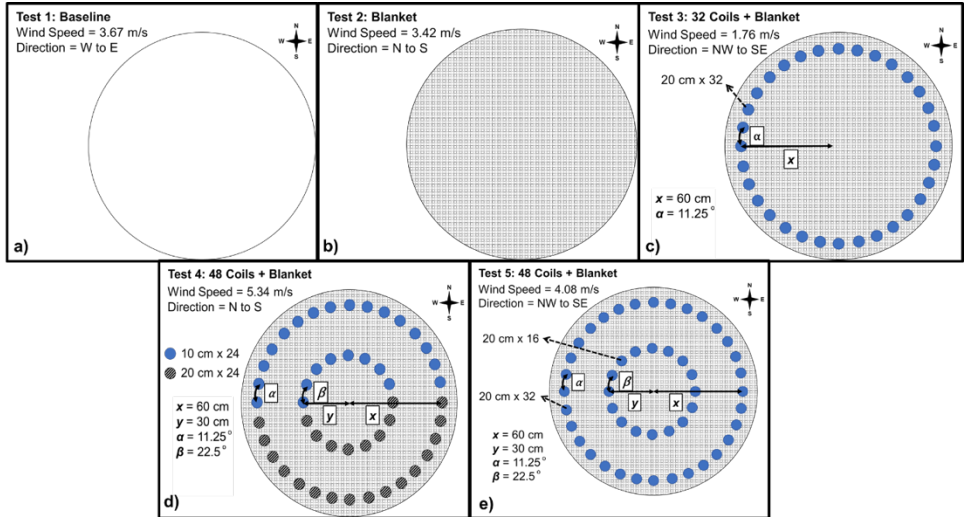 Test 1: Baseline
Wind Speed = 3.67 m/s
Direction = W to E
N
W E
S
a)
Test 2: Blanket
Wind Speed = 3.42 m/s
Direction = N to S
N
W E
S
b)
Test 3: 32 Coils + Blanket
Wind Speed = 1.76 m/s
Direction = NW to SE
N
W E
S
20 cm x 32
α
x
x = 60 cm
α = 11.25°
c)
Test 4: 48 Coils + Blanket
Wind Speed = 5.34 m/s
Direction = N to S
N
W E
S
10 cm x 24
20 cm x 24
α
β
y
x
x = 60 cm
y = 30 cm
α = 11.25°
β = 22.5°
d)
Test 5: 48 Coils + Blanket
Wind Speed = 4.08 m/s
Direction = NW to SE
N
W E
S
20 cm x 16
α
β
20 cm x 32
y
x
x = 60 cm
y = 30 cm
α = 11.25°
β = 22.5°
e)